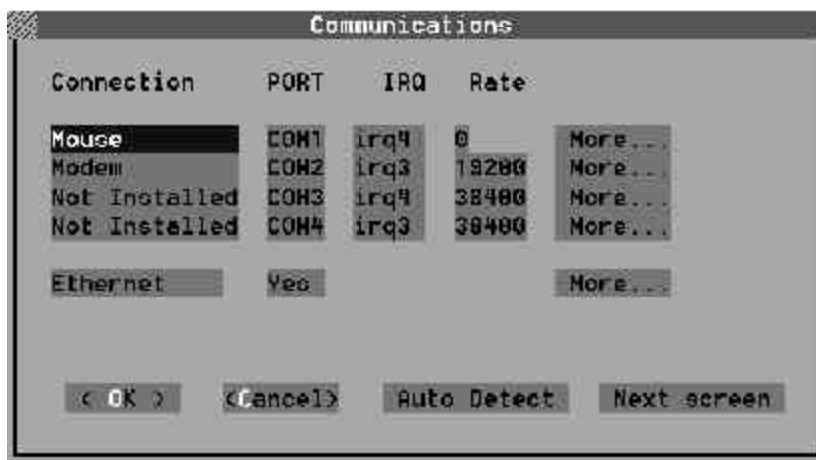 Communications
Connection PORT IRQ Rate
Mouse COM1 irq4 0 More...
Modem COM2 irq3 19200 More...
Not Installed COM3 irq4 38400 More...
Not Installed COM4 irq3 38400 More...
Ethernet Yes More...
< OK > <Cancel> Auto Detect Next screen